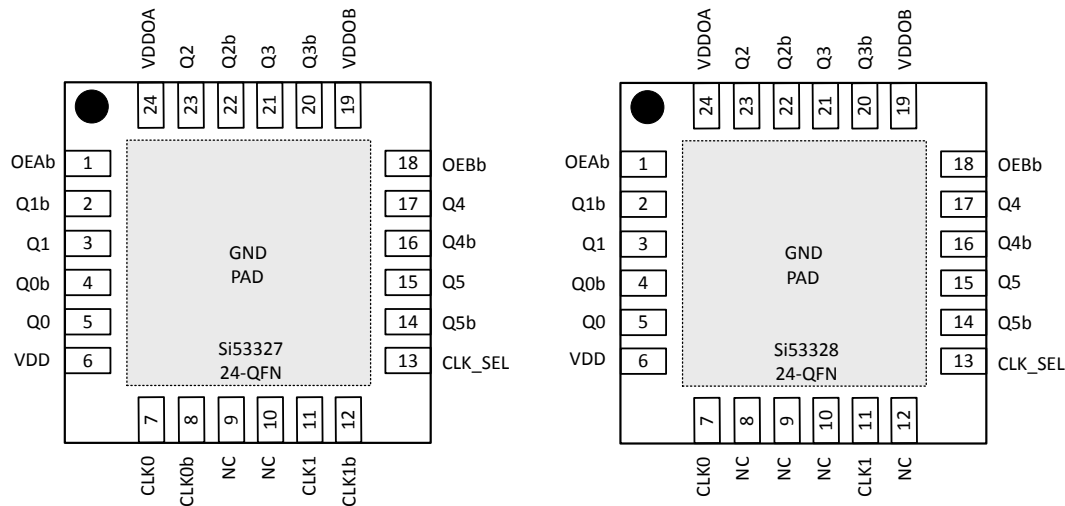 VDDOA Q2 Q2b Q3 Q3b VDDOB
24 23 22 21 20 19
OEAb 1 18 OEBb
Q1b 2 17 Q4
Q1 3 16 Q4b
Q0b 4 15 Q5
Q0 5 14 Q5b
VDD 6 13 CLK_SEL
GND
PAD
Si53327
24-QFN
7 8 9 10 11 12
CLK0 CLK0b NC NC CLK1 CLK1b
VDDOA Q2 Q2b Q3 Q3b VDDOB
24 23 22 21 20 19
OEAb 1 18 OEBb
Q1b 2 17 Q4
Q1 3 16 Q4b
Q0b 4 15 Q5
Q0 5 14 Q5b
VDD 6 13 CLK_SEL
GND
PAD
Si53328
24-QFN
7 8 9 10 11 12
CLK0 NC NC NC CLK1 NC